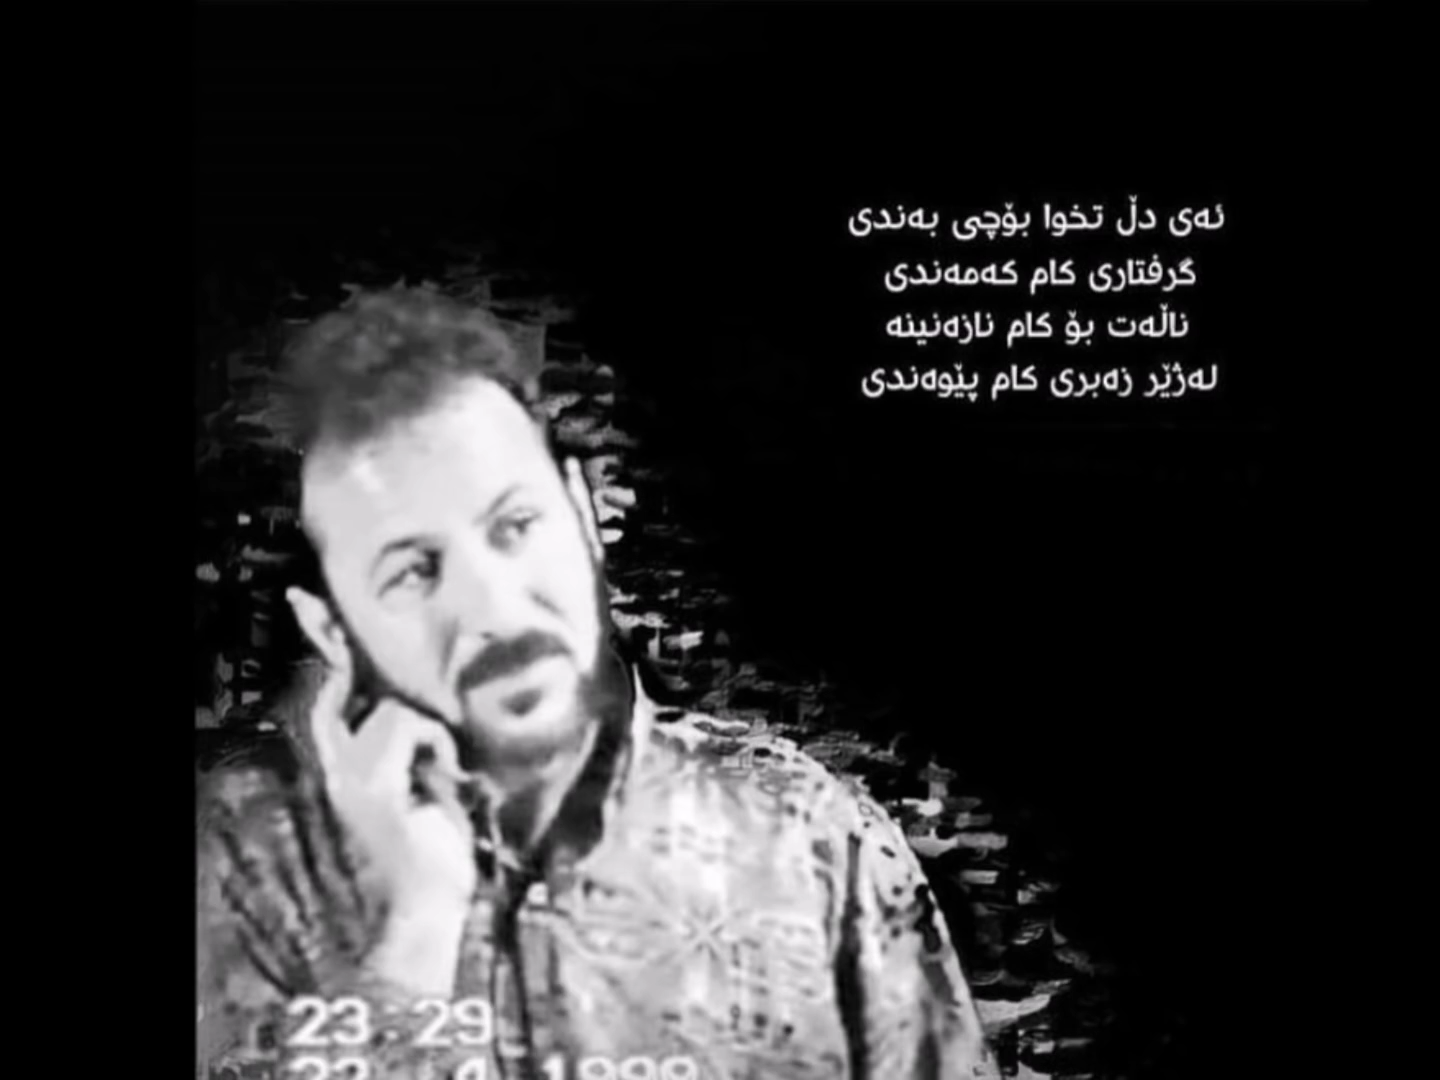 ئەی دڵ تخوا بۆچی بەندی
گرفتاری کام کەمەندی
ناڵەت بۆ کام نازەنینە
لەژێر زەبری کام پێوەندی
23:29